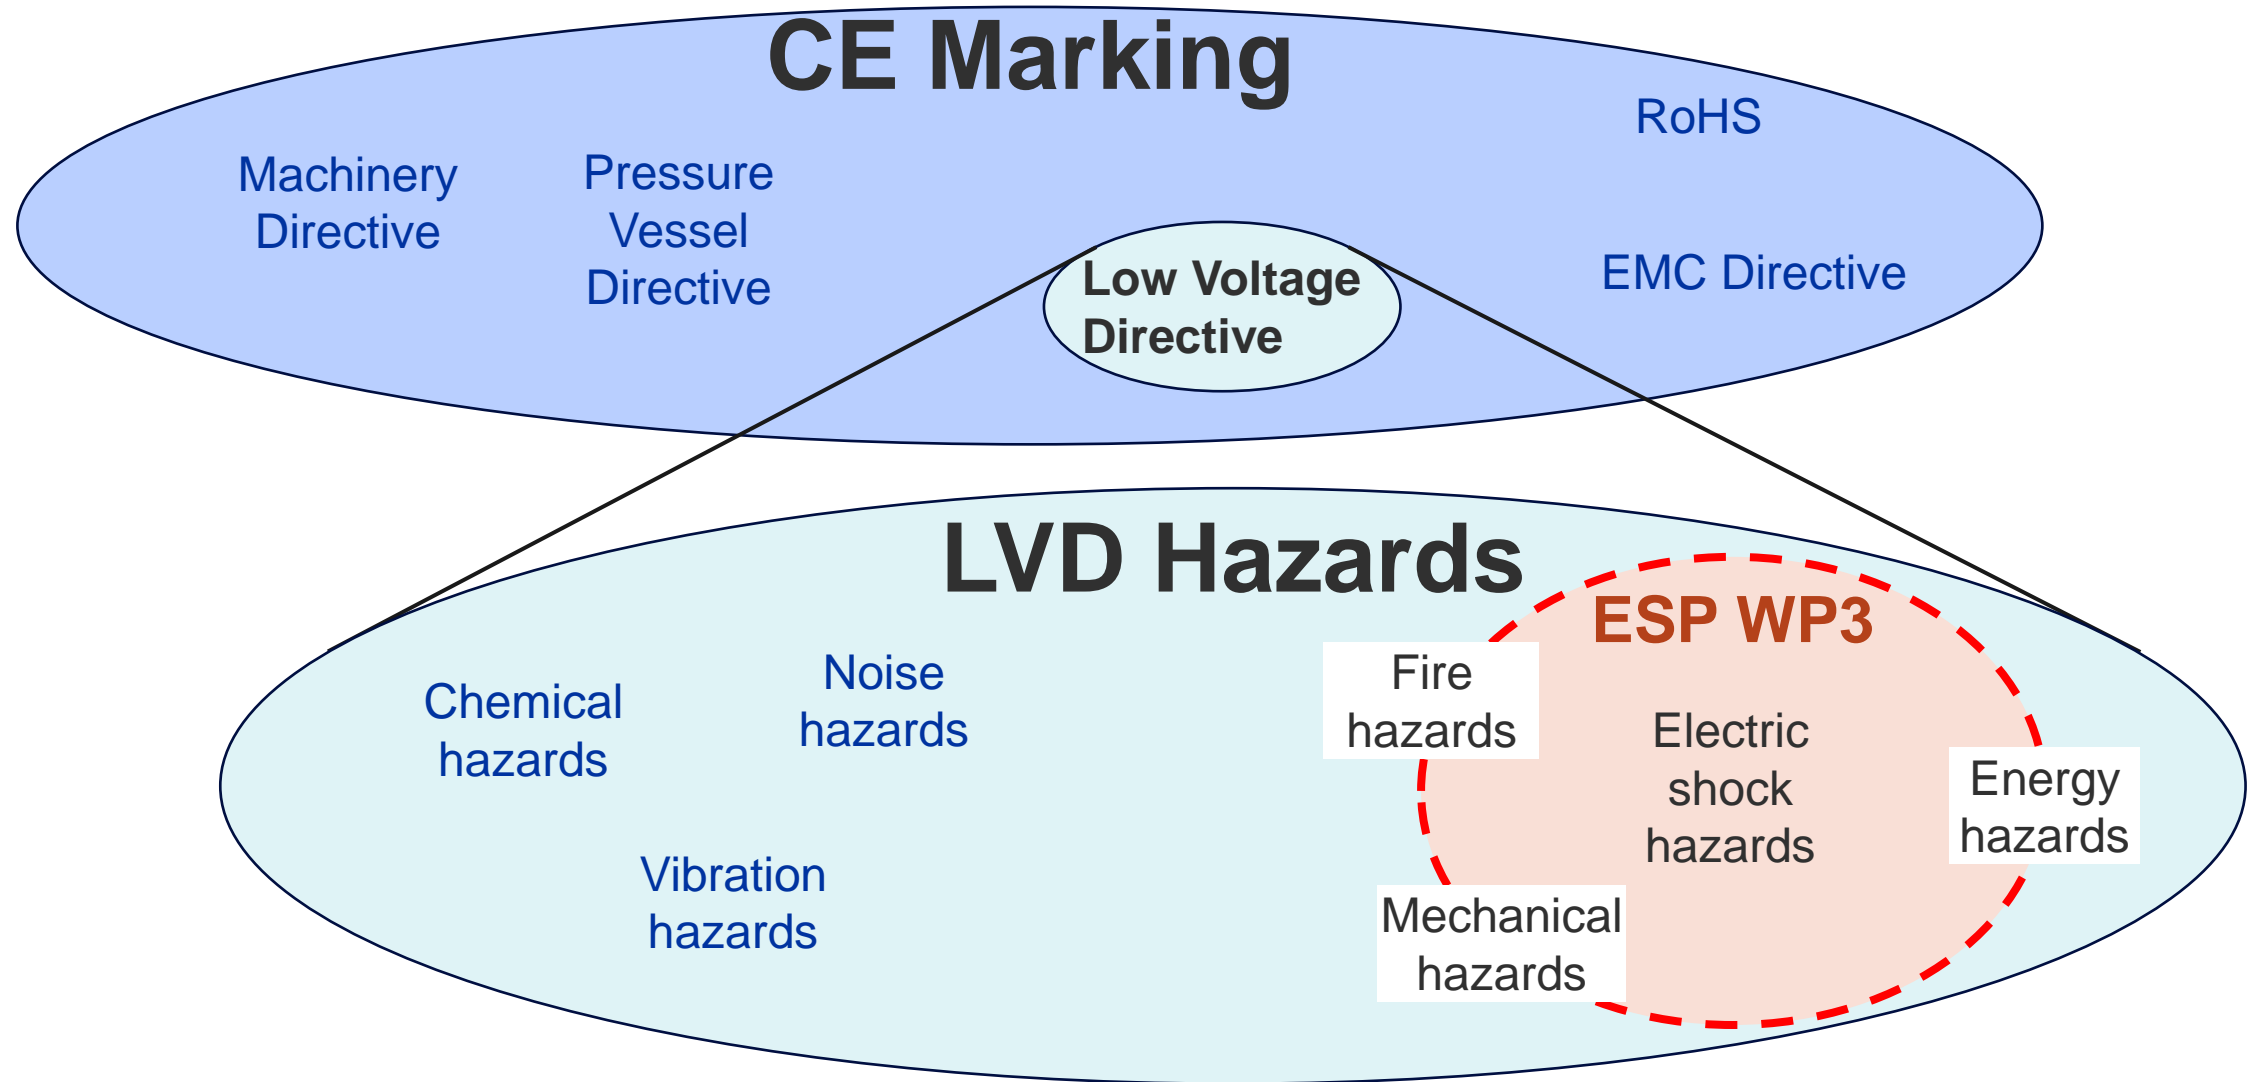 CE Marking
RoHS
Machinery
Directive
Pressure
Vessel
Directive
Low Voltage
Directive
EMC Directive
LVD Hazards
ESP WP3
Chemical
hazards
Noise
hazards
Vibration
hazards
Fire
hazards
Electric
shock
hazards
Energy
hazards
Mechanical
hazards